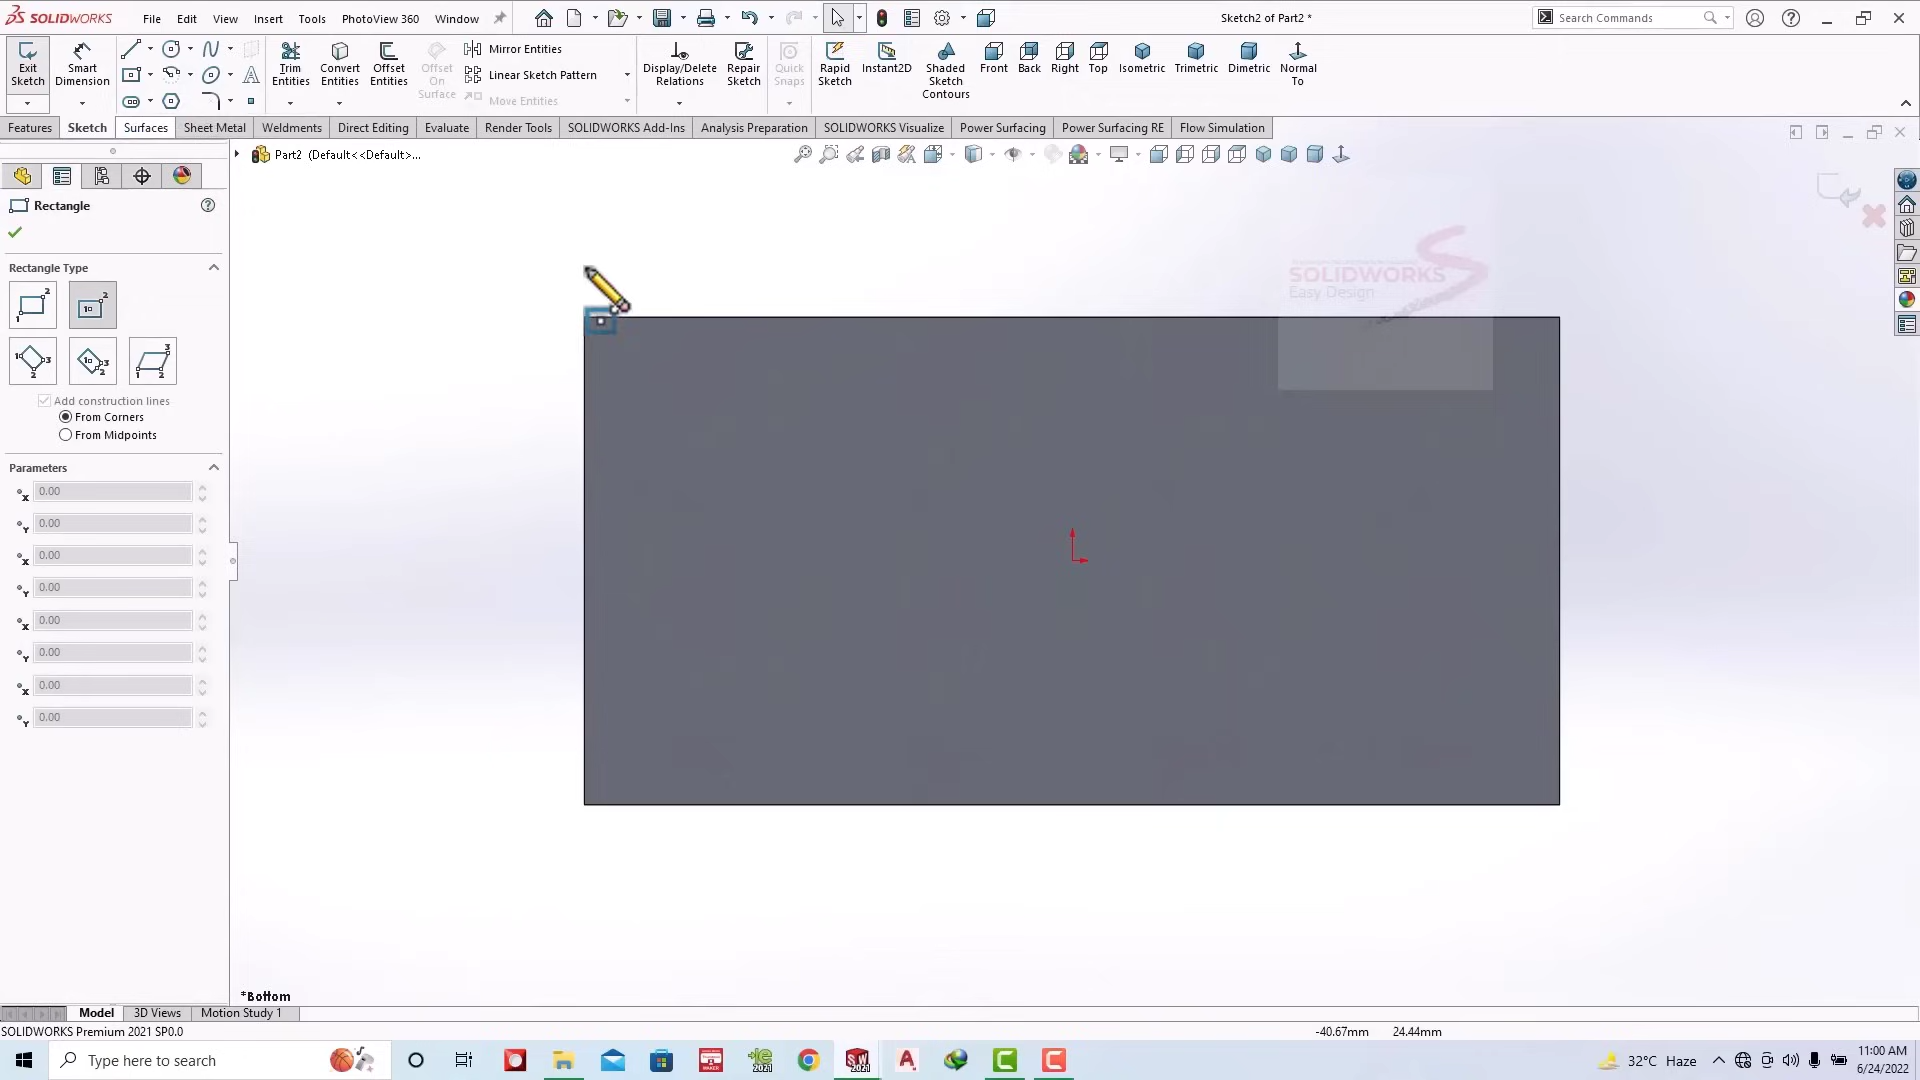 SOLIDWORKS File Edit View Insert Tools PhotoView 360 Window Sketch2 of Part2 * Search Commands
Exit Sketch
Smart Dimension
Trim Entities
Convert Entities
Offset Entities
Offset On Surface
Mirror Entities
Linear Sketch Pattern
Move Entities
Display/Delete Relations
Repair Sketch
Quick Snaps
Rapid Sketch
Instant2D
Shaded Sketch Contours
Front
Back
Right
Top
Isometric
Trimetric
Dimetric
Normal To
Features Sketch Surfaces Sheet Metal Weldments Direct Editing Evaluate Render Tools SOLIDWORKS Add-Ins Analysis Preparation SOLIDWORKS Visualize Power Surfacing Power Surfacing RE Flow Simulation
Part2 (Default<<Default>...
Rectangle
Rectangle Type
Add construction lines
From Corners
From Midpoints
Parameters
0.00
0.00
0.00
0.00
0.00
0.00
0.00
0.00
SOLIDWORKS
Easy Design
*Bottom
Model 3D Views Motion Study 1
SOLIDWORKS Premium 2021 SP0.0 -40.67mm 24.44mm
Type here to search
32°C Haze
11:00 AM
6/24/2022